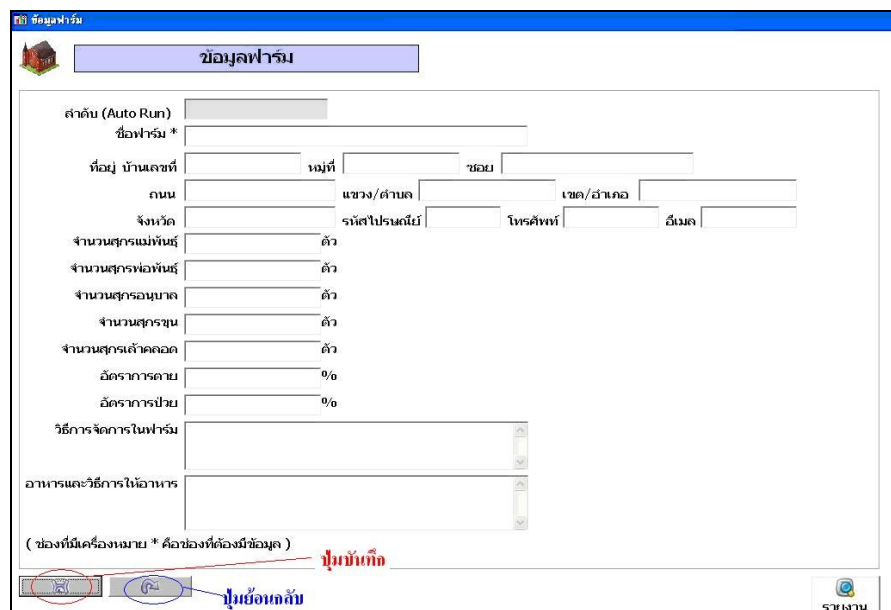 ข้อมูลฟาร์ม
ข้อมูลฟาร์ม
ลำดับ (Auto Run)
ชื่อฟาร์ม *
ที่อยู่ บ้านเลขที่ หมู่ที่ ซอย
ถนน แขวง/ตำบล เขต/อำเภอ
จังหวัด รหัสไปรษณีย์ โทรศัพท์ อีเมล
จำนวนสุกรแม่พันธุ์ ตัว
จำนวนสุกรพ่อพันธุ์ ตัว
จำนวนสุกรอนุบาล ตัว
จำนวนสุกรขุน ตัว
จำนวนสุกรเล้าคลอด ตัว
อัตราการตาย %
อัตราการป่วย %
วิธีการจัดการในฟาร์ม
อาหารและวิธีการให้อาหาร
( ช่องที่มีเครื่องหมาย * คือช่องที่ต้องมีข้อมูล )
ปุ่มบันทึก
ปุ่มย้อนกลับ
รายงาน